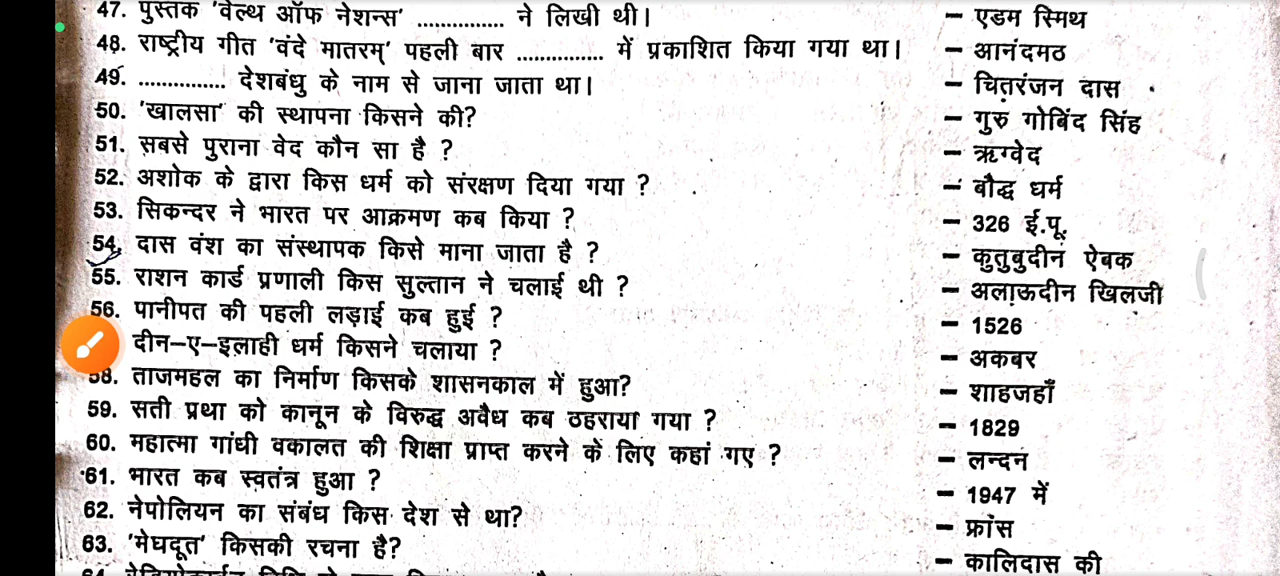 47. पुस्तक 'वेल्थ ऑफ नेशन्स' ............... ने लिखी थी। – एडम स्मिथ
48. राष्ट्रीय गीत 'वंदे मातरम्' पहली बार ............... में प्रकाशित किया गया था। – आनंदमठ
49. ............... देशबंधु के नाम से जाना जाता था। – चितरंजन दास
50. 'खालसा' की स्थापना किसने की? – गुरु गोबिंद सिंह
51. सबसे पुराना वेद कौन सा है ? – ऋग्वेद
52. अशोक के द्वारा किस धर्म को संरक्षण दिया गया ? – बौद्ध धर्म
53. सिकन्दर ने भारत पर आक्रमण कब किया ? – 326 ई.पू.
54. दास वंश का संस्थापक किसे माना जाता है ? – कुतुबुदीन ऐबक
55. राशन कार्ड प्रणाली किस सुल्तान ने चलाई थी ? – अलाऊदीन खिलजी
56. पानीपत की पहली लड़ाई कब हुई ? – 1526
दीन-ए-इलाही धर्म किसने चलाया ? – अकबर
58. ताजमहल का निर्माण किसके शासनकाल में हुआ? – शाहजहाँ
59. सती प्रथा को कानून के विरुद्ध अवैध कब ठहराया गया ? – 1829
60. महात्मा गांधी वकालत की शिक्षा प्राप्त करने के लिए कहां गए ? – लन्दन
61. भारत कब स्वतंत्र हुआ ? – 1947 में
62. नेपोलियन का संबंध किस देश से था? – फ्रांस
63. 'मेघदूत' किसकी रचना है? – कालिदास की